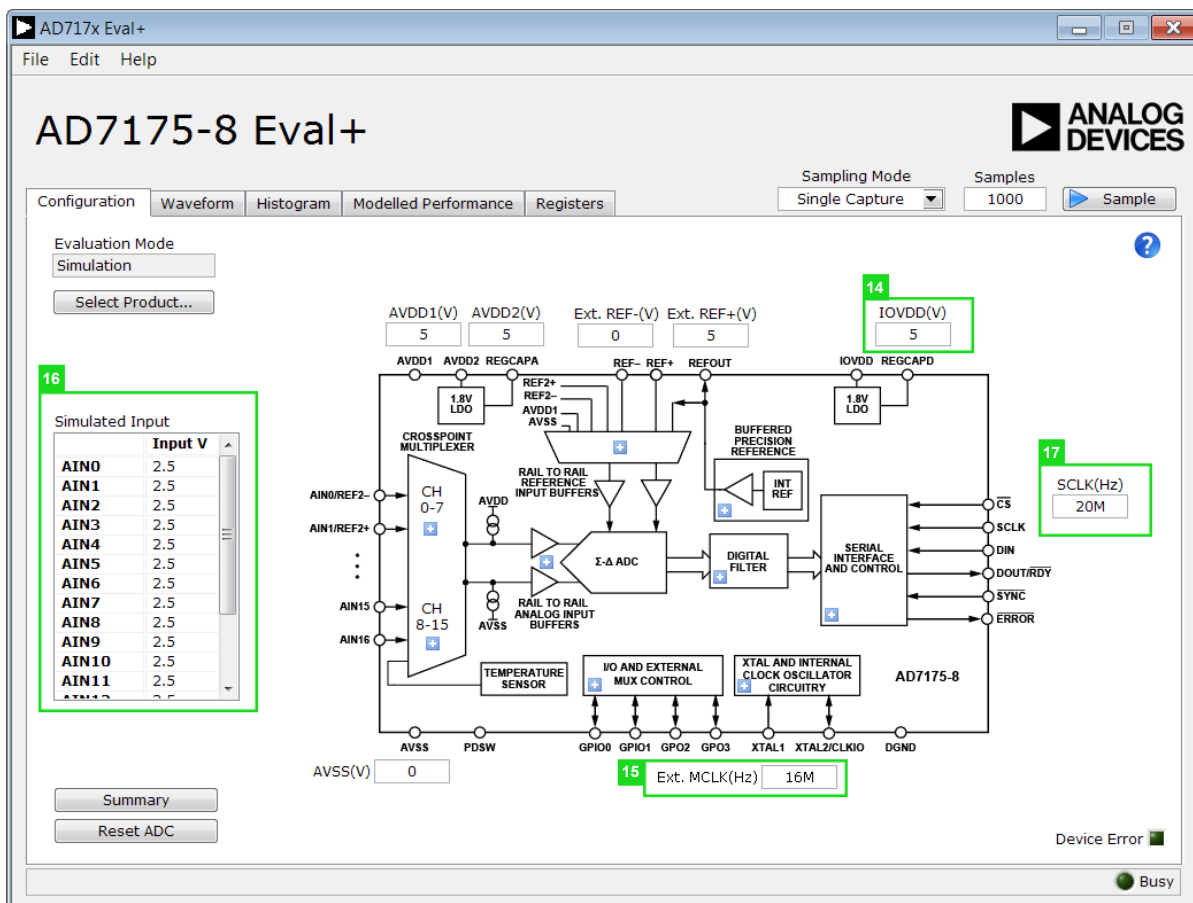 AD717x Eval+
File Edit Help
AD7175-8 Eval+
ANALOG
DEVICES
Sampling Mode
Samples
Single Capture
1000
Sample
Configuration
Waveform
Histogram
Modelled Performance
Registers
Evaluation Mode
Simulation
Select Product...
14
AVDD1(V) AVDD2(V) Ext. REF-(V) Ext. REF+(V) IOVDD(V)
5 5 0 5 5
AVDD1 AVDD2 REGCAPA REF– REF+ REFOUT IOVDD REGCAPD
16
REF2+
REF2–
AVDD1
AVSS
1.8V
LDO
1.8V
LDO
Simulated Input
Input V
AIN0 2.5
AIN1 2.5
AIN2 2.5
AIN3 2.5
AIN4 2.5
AIN5 2.5
AIN6 2.5
AIN7 2.5
AIN8 2.5
AIN9 2.5
AIN10 2.5
AIN11 2.5
AIN12 2.5
CROSSPOINT
MULTIPLEXER
BUFFERED
PRECISION
REFERENCE
INT
REF
RAIL TO RAIL
REFERENCE
INPUT BUFFERS
17
SCLK(Hz)
20M
AIN0/REF2–
AIN1/REF2+
AIN15
AIN16
CH
0-7
CH
8-15
AVDD
AVSS
Σ-Δ ADC
RAIL TO RAIL
ANALOG INPUT
BUFFERS
DIGITAL
FILTER
SERIAL
INTERFACE
AND CONTROL
CS
SCLK
DIN
DOUT/RDY
SYNC
ERROR
TEMPERATURE
SENSOR
I/O AND EXTERNAL
MUX CONTROL
XTAL AND INTERNAL
CLOCK OSCILLATOR
CIRCUITRY
AD7175-8
AVSS PDSW GPIO0 GPIO1 GPO2 GPO3 XTAL1 XTAL2/CLKIO DGND
AVSS(V) 0
15
Ext. MCLK(Hz) 16M
Summary
Reset ADC
Device Error
Busy